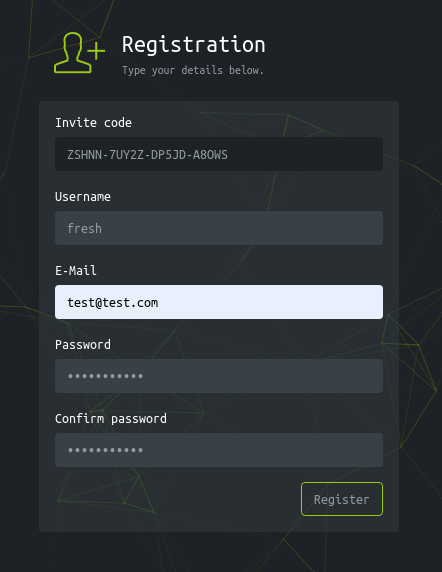 Registration
Type your details below.
Invite code
ZSHNN-7UY2Z-DP5JD-A8OWS
Username
fresh
E-Mail
test@test.com
Password
•••••••••••
Confirm password
•••••••••••
Register